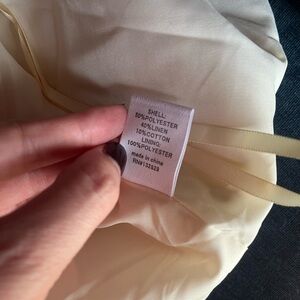 SHELL:
50%POLYESTER
40%LINEN
10%COTTON
LINING:
100%POLYESTER
made in china